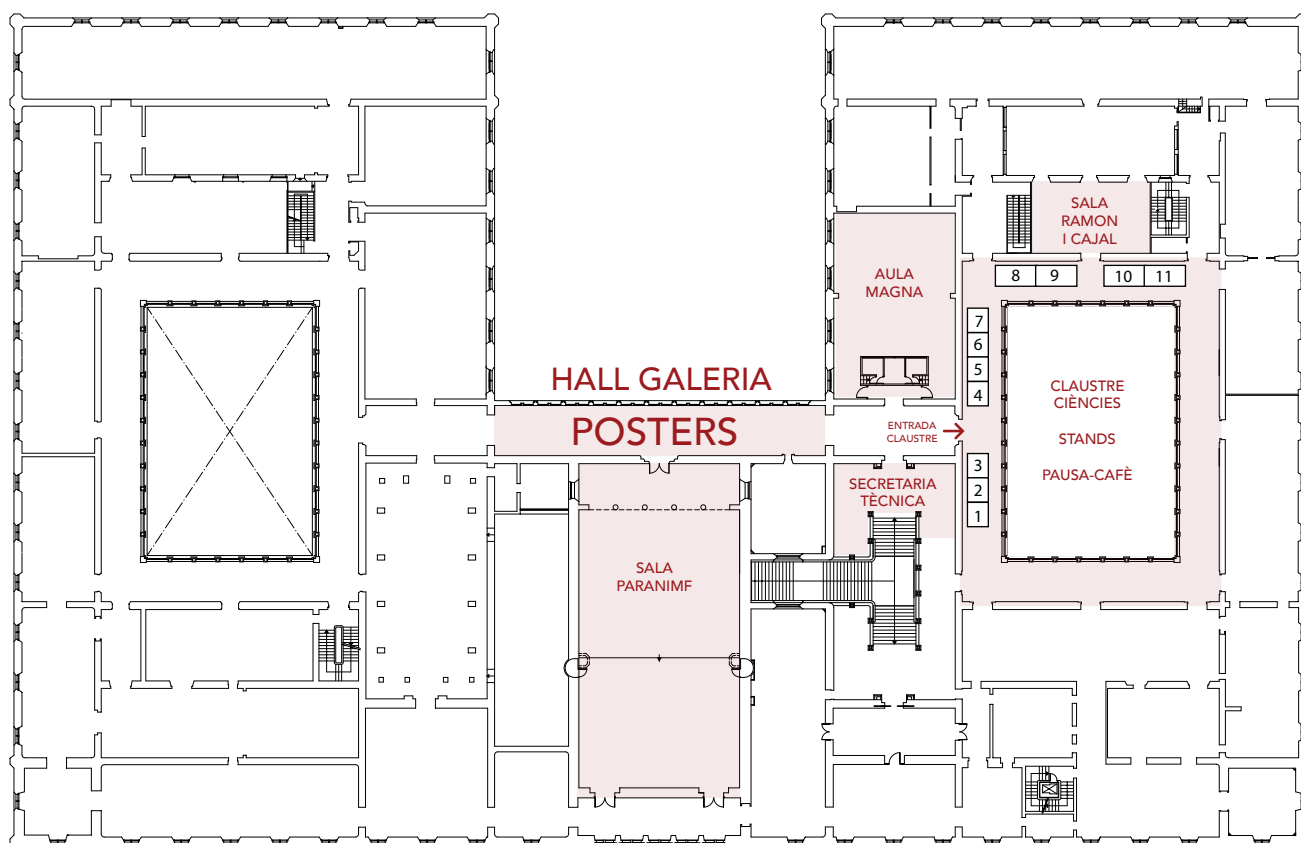 SALA
RAMON
I CAJAL
8 9 10 11
AULA
MAGNA
7
6
5
4
HALL GALERIA
POSTERS
ENTRADA
CLAUSTRE
CLAUSTRE
CIÈNCIES
STANDS
PAUSA-CAFÈ
SECRETARIA
TÈCNICA
3
2
1
SALA
PARANIMF